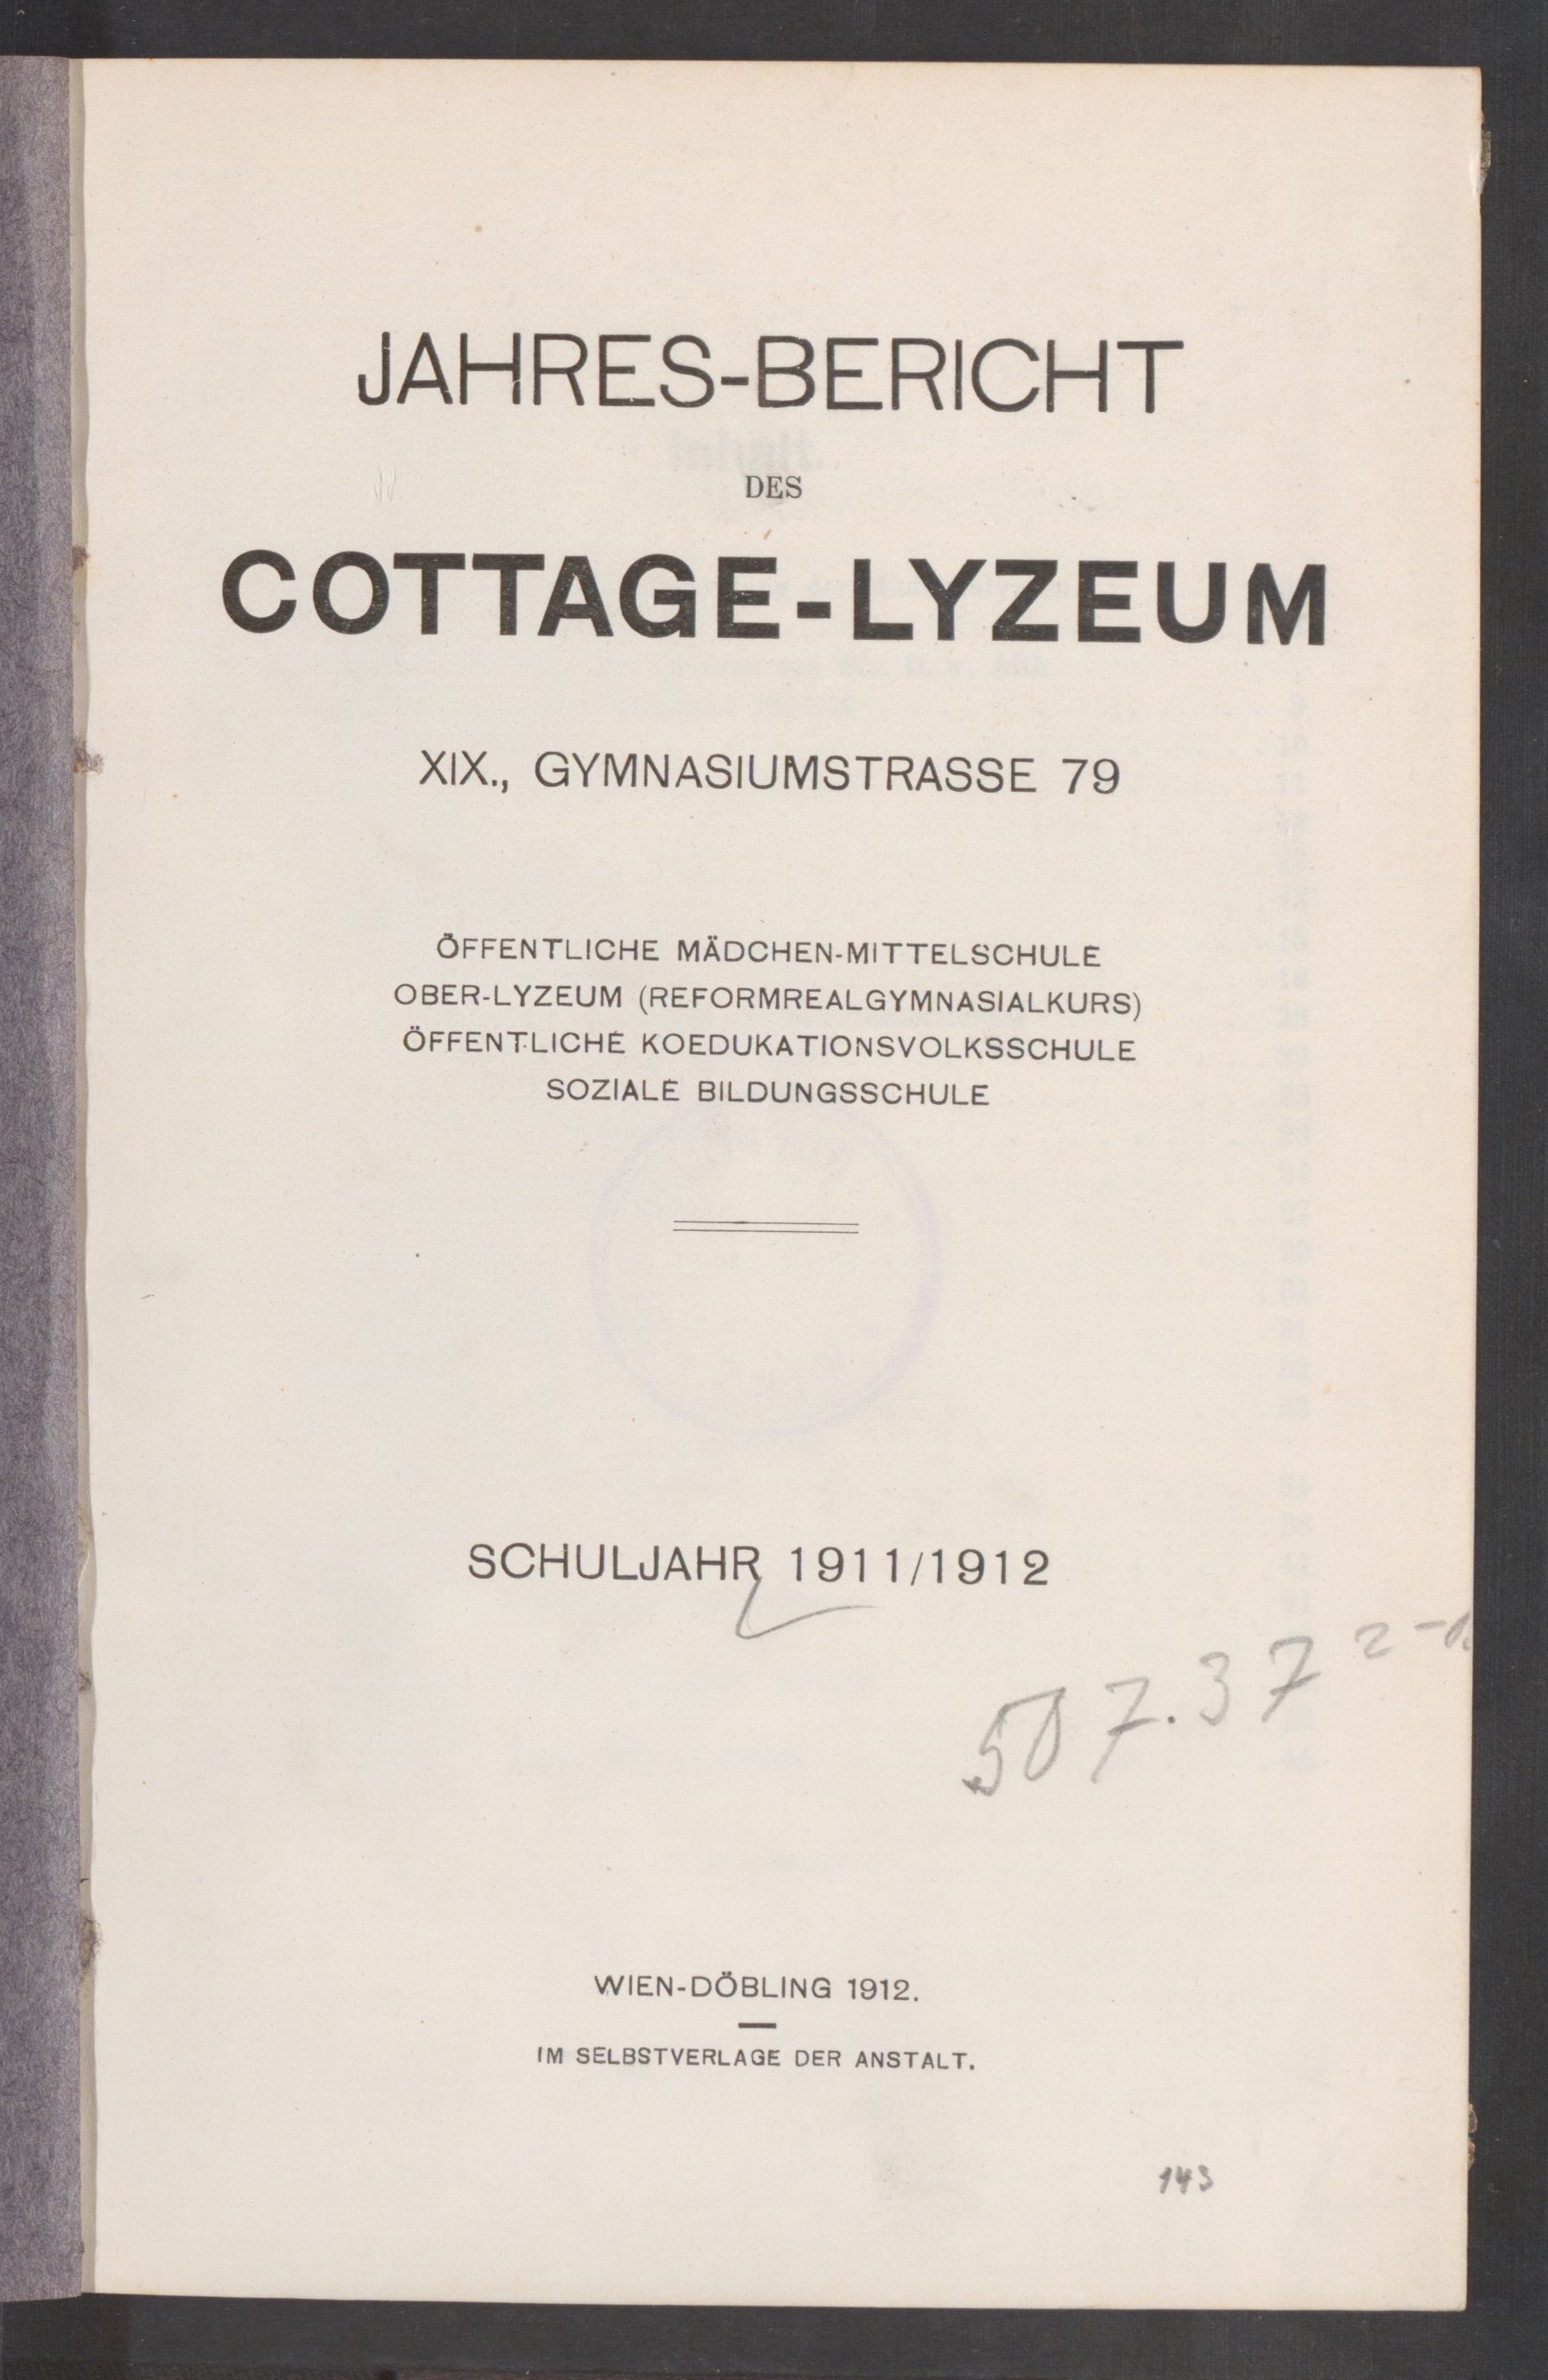 JAHRES-BERICHT
DES
COTTAGE-LYZEUM
XIX., GYMNASIUMSTRASSE 79
ÖFFENTLICHE MÄDCHEN-MITTELSCHULE
OBER-LYZEUM (REFORMREALGYMNASIALKURS)
ÖFFENTLICHE KOEDUKATIONSVOLKSSCHULE
SOZIALE BILDUNGSSCHULE
SCHULJAHR 1911/1912
507.37
WIEN-DÖBLING 1912.
IM SELBSTVERLAGE DER ANSTALT.
143